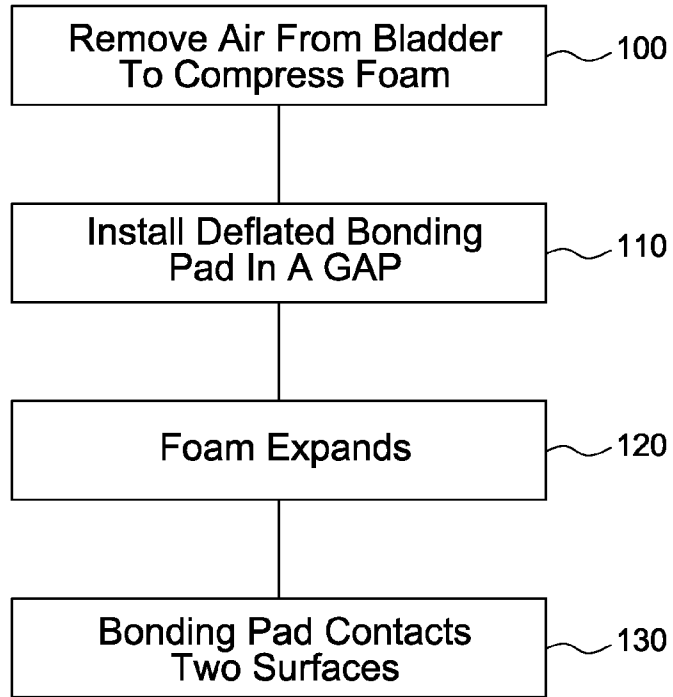 Remove Air From Bladder
To Compress Foam
100
Install Deflated Bonding
Pad In A GAP
110
Foam Expands
120
Bonding Pad Contacts
Two Surfaces
130